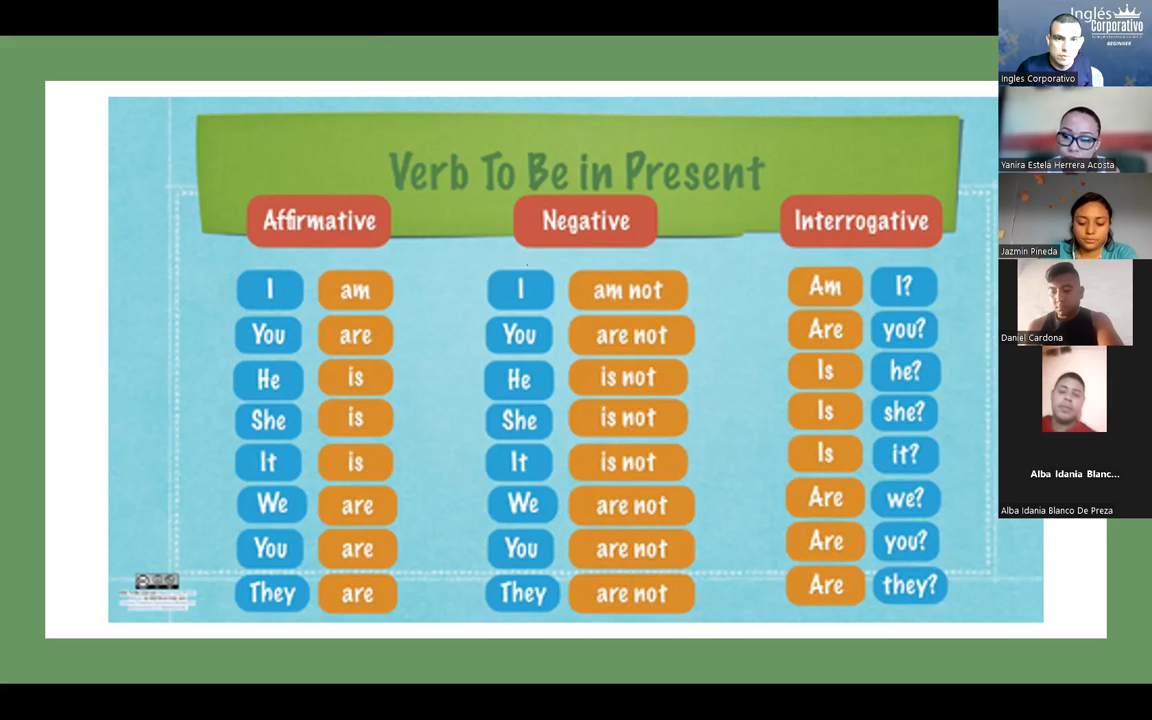 Verb To Be in Present
Affirmative Negative Interrogative
I am I am not Am I?
You are You are not Are you?
He is He is not Is he?
She is She is not Is she?
It is It is not Is it?
We are We are not Are we?
You are You are not Are you?
They are They are not Are they?
Inglés
Corporativo
BEGINNER
Ingles Corporativo
Yanira Estela Herrera Acosta
Jazmin Pineda
Daniel Cardona
Alba Idania Blanc...
Alba Idania Blanco De Preza